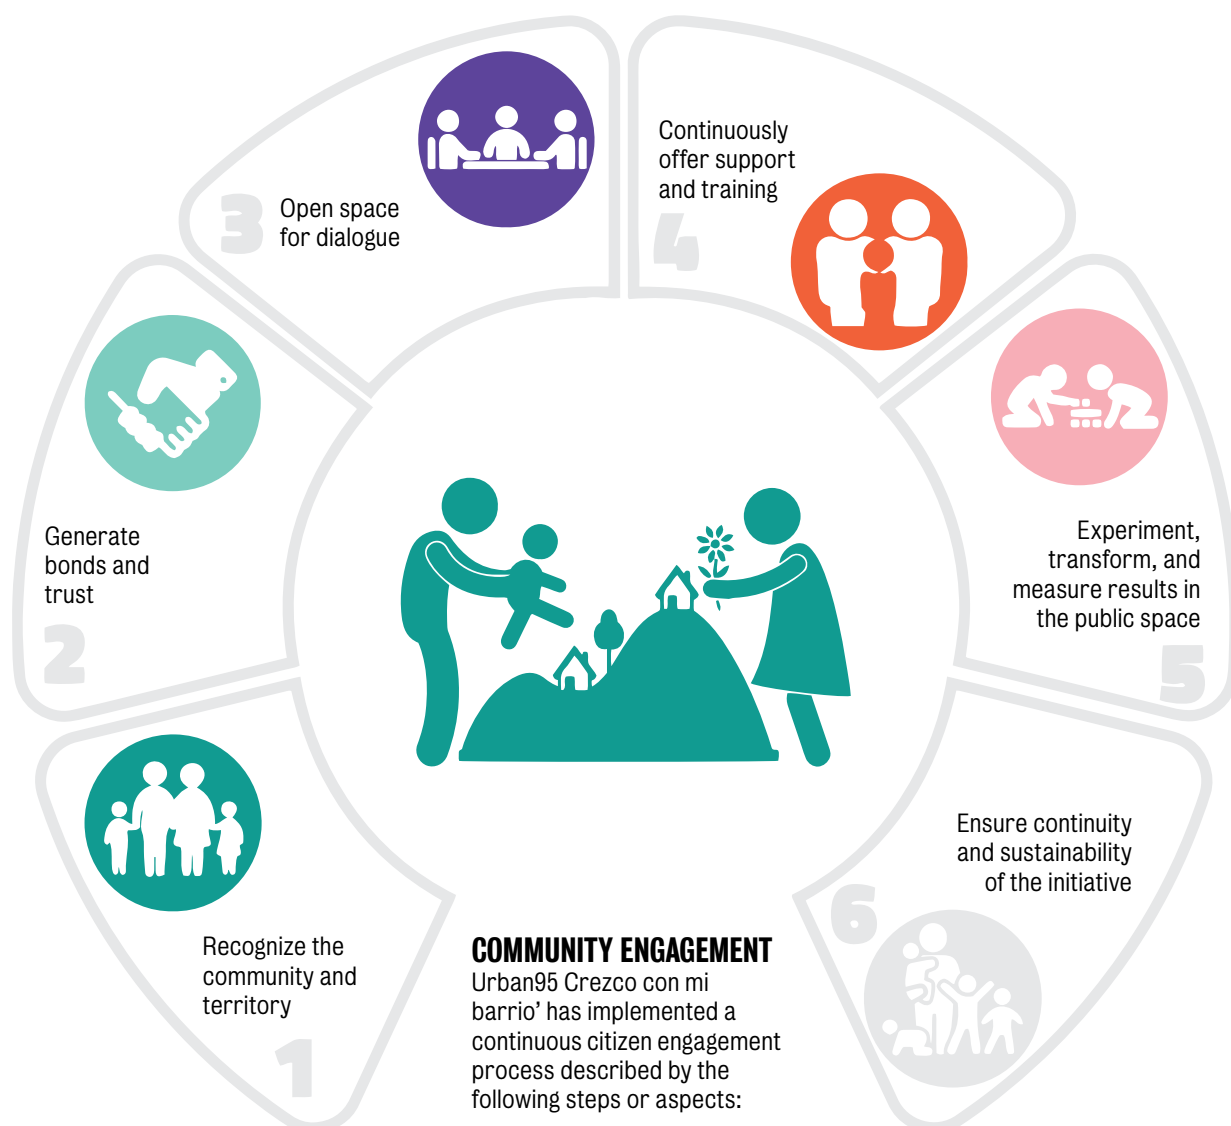 COMMUNITY ENGAGEMENT
Urban95 Crezco con mi
barrio’ has implemented a
continuous citizen engagement
process described by the
following steps or aspects:
1
Recognize the
community and
territory
2
Generate
bonds and
trust
3
Open space
for dialogue
4
Continuously
offer support
and training
5
Experiment,
transform, and
measure results in
the public space
6
Ensure continuity
and sustainability
of the initiative